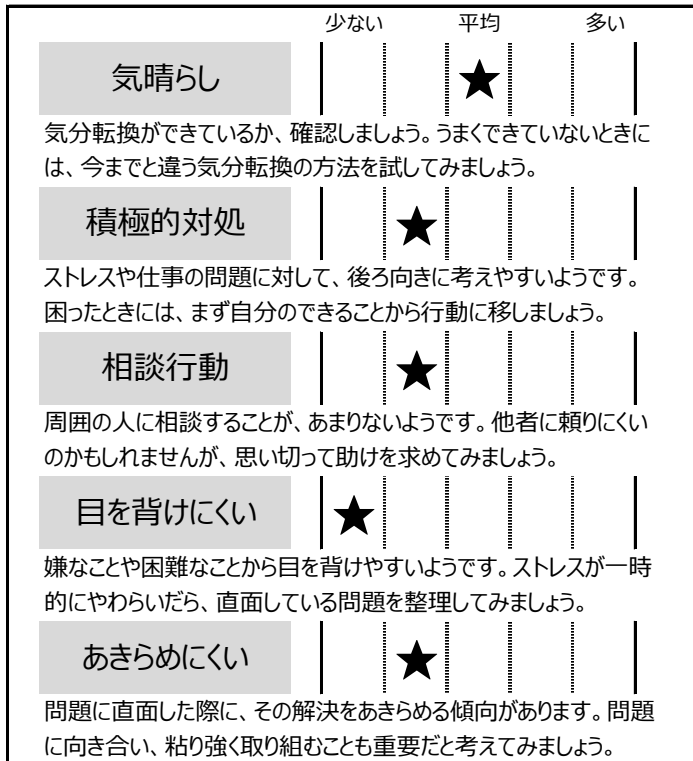 少ない 平均 多い
気晴らし
気分転換ができているか、確認しましょう。うまくできていないときに
は、今までと違う気分転換の方法を試してみましょう。
積極的対処
ストレスや仕事の問題に対して、後ろ向きに考えやすいようです。
困ったときには、まず自分のできることから行動に移しましょう。
相談行動
周囲の人に相談することが、あまりないようです。他者に頼りにくい
のかもしれませんが、思い切って助けを求めてみましょう。
目を背けにくい
嫌なことや困難なことから目を背けやすいようです。ストレスが一時
的にやわらいだら、直面している問題を整理してみましょう。
あきらめにくい
問題に直面した際に、その解決をあきらめる傾向があります。問題
に向き合い、粘り強く取り組むことも重要だと考えてみましょう。